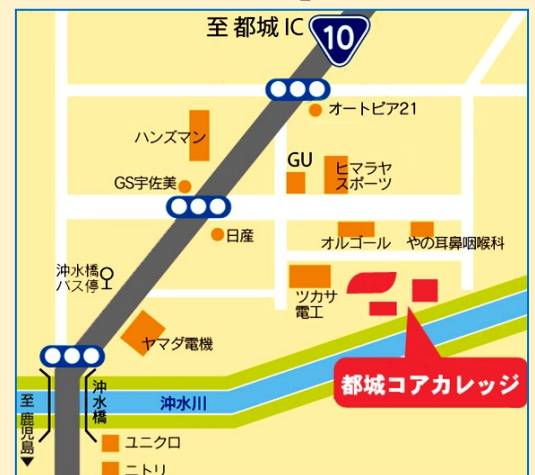 至 都城 IC
10
オートピア21
ハンズマン
GU
ヒマラヤ
スポーツ
GS宇佐美
日産
オルゴール
やの耳鼻咽喉科
沖水橋
バス停
ツカサ
電工
ヤマダ電機
都城コアカレッジ
沖水橋
沖水川
至 鹿児島▼
ユニクロ
ニトリ